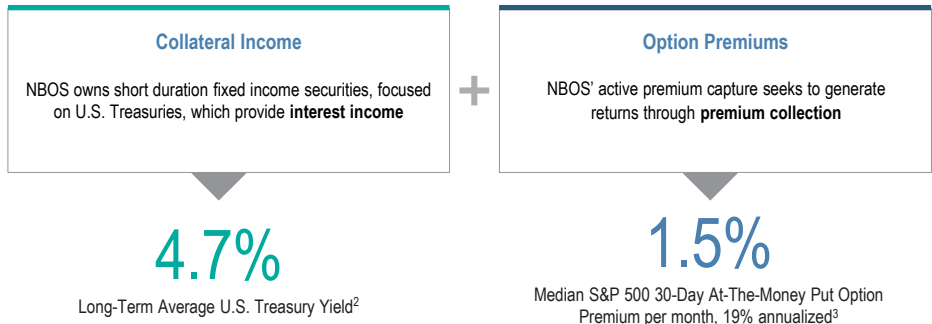 Collateral Income
NBOS owns short duration fixed income securities, focused
on U.S. Treasuries, which provide interest income
+
Option Premiums
NBOS’ active premium capture seeks to generate
returns through premium collection
4.7%
Long-Term Average U.S. Treasury Yield2
1.5%
Median S&P 500 30-Day At-The-Money Put Option
Premium per month, 19% annualized3